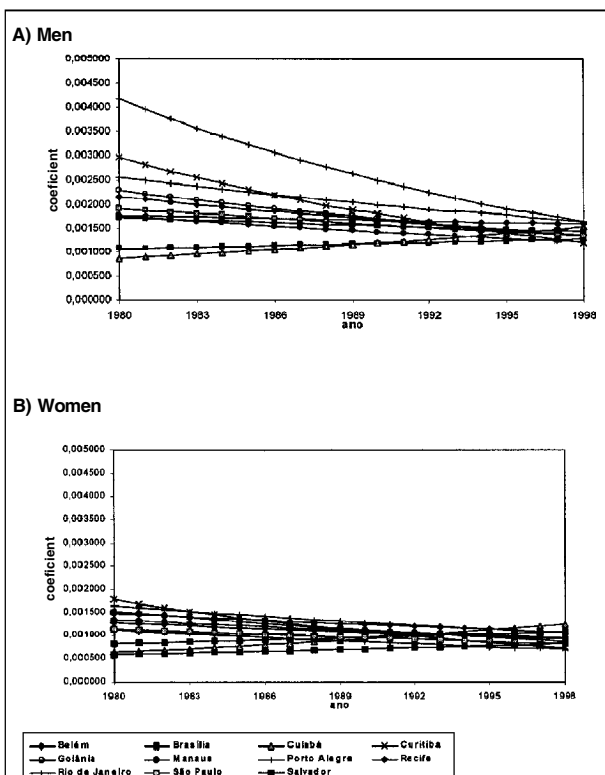 A) Men
0,005000
0,004500
0,004000
0,003500
0,003000
0,002500
0,002000
0,001500
0,001000
0,000500
0,000000
coeficient
1980 1983 1986 1989 1992 1995 1998
ano
B) Women
0,005000
0,004500
0,004000
0,003500
0,003000
0,002500
0,002000
0,001500
0,001000
0,000500
0,000000
coeficient
1980 1983 1986 1989 1992 1995 1998
ano
Belém Brasília Cuiabá Curitiba
Goiânia Manaus Porto Alegre Recife
Rio de Janeiro São Paulo Salvador